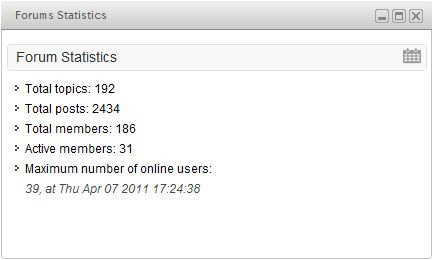 Forums Statistics
Forum Statistics
Total topics: 192
Total posts: 2434
Total members: 186
Active members: 31
Maximum number of online users:
39, at Thu Apr 07 2011 17:24:38